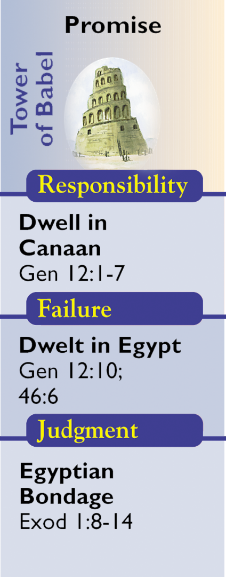 Promise
Tower
of Babel
Responsibility
Dwell in
Canaan
Gen 12:1-7
Failure
Dwelt in Egypt
Gen 12:10;
46:6
Judgment
Egyptian
Bondage
Exod 1:8-14